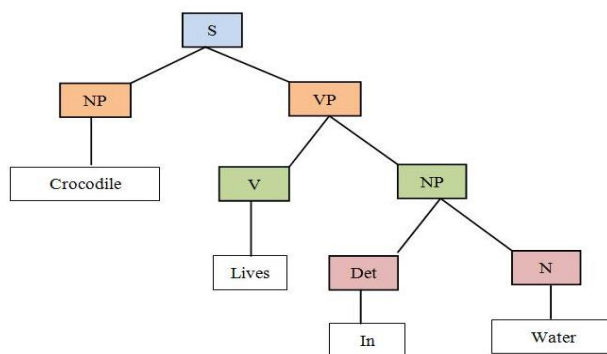 S
NP
VP
Crocodile
V
NP
Lives
Det
N
In
Water